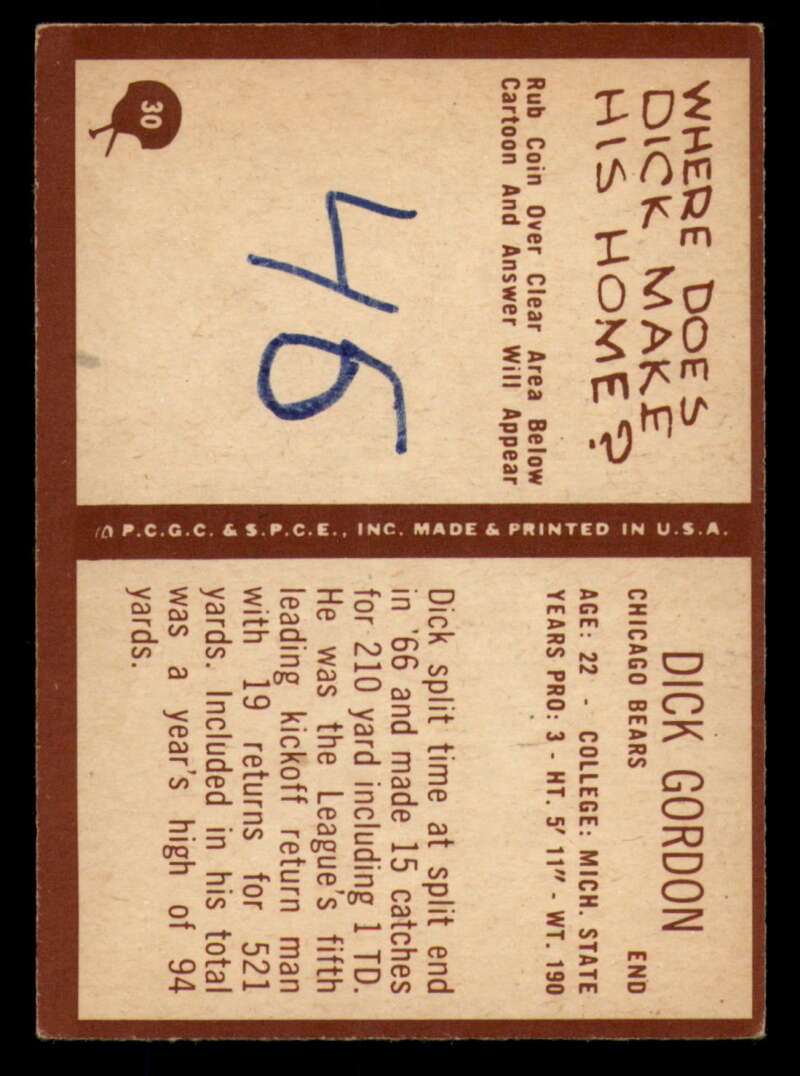 WHERE DOES
DICK MAKE
HIS HOME?
Rub Coin Over Clear Area Below
Cartoon And Answer Will Appear
46
30
© P.C.G.C. & S.P.C.E., INC. MADE & PRINTED IN U.S.A.
DICK GORDON
CHICAGO BEARS END
AGE: 22 - COLLEGE: MICH. STATE
YEARS PRO: 3 - HT. 5' 11" - WT. 190
Dick split time at split end
in '66 and made 15 catches
for 210 yard including 1 TD.
He was the League's fifth
leading kickoff return man
with 19 returns for 521
yards. Included in his total
was a year's high of 94
yards.